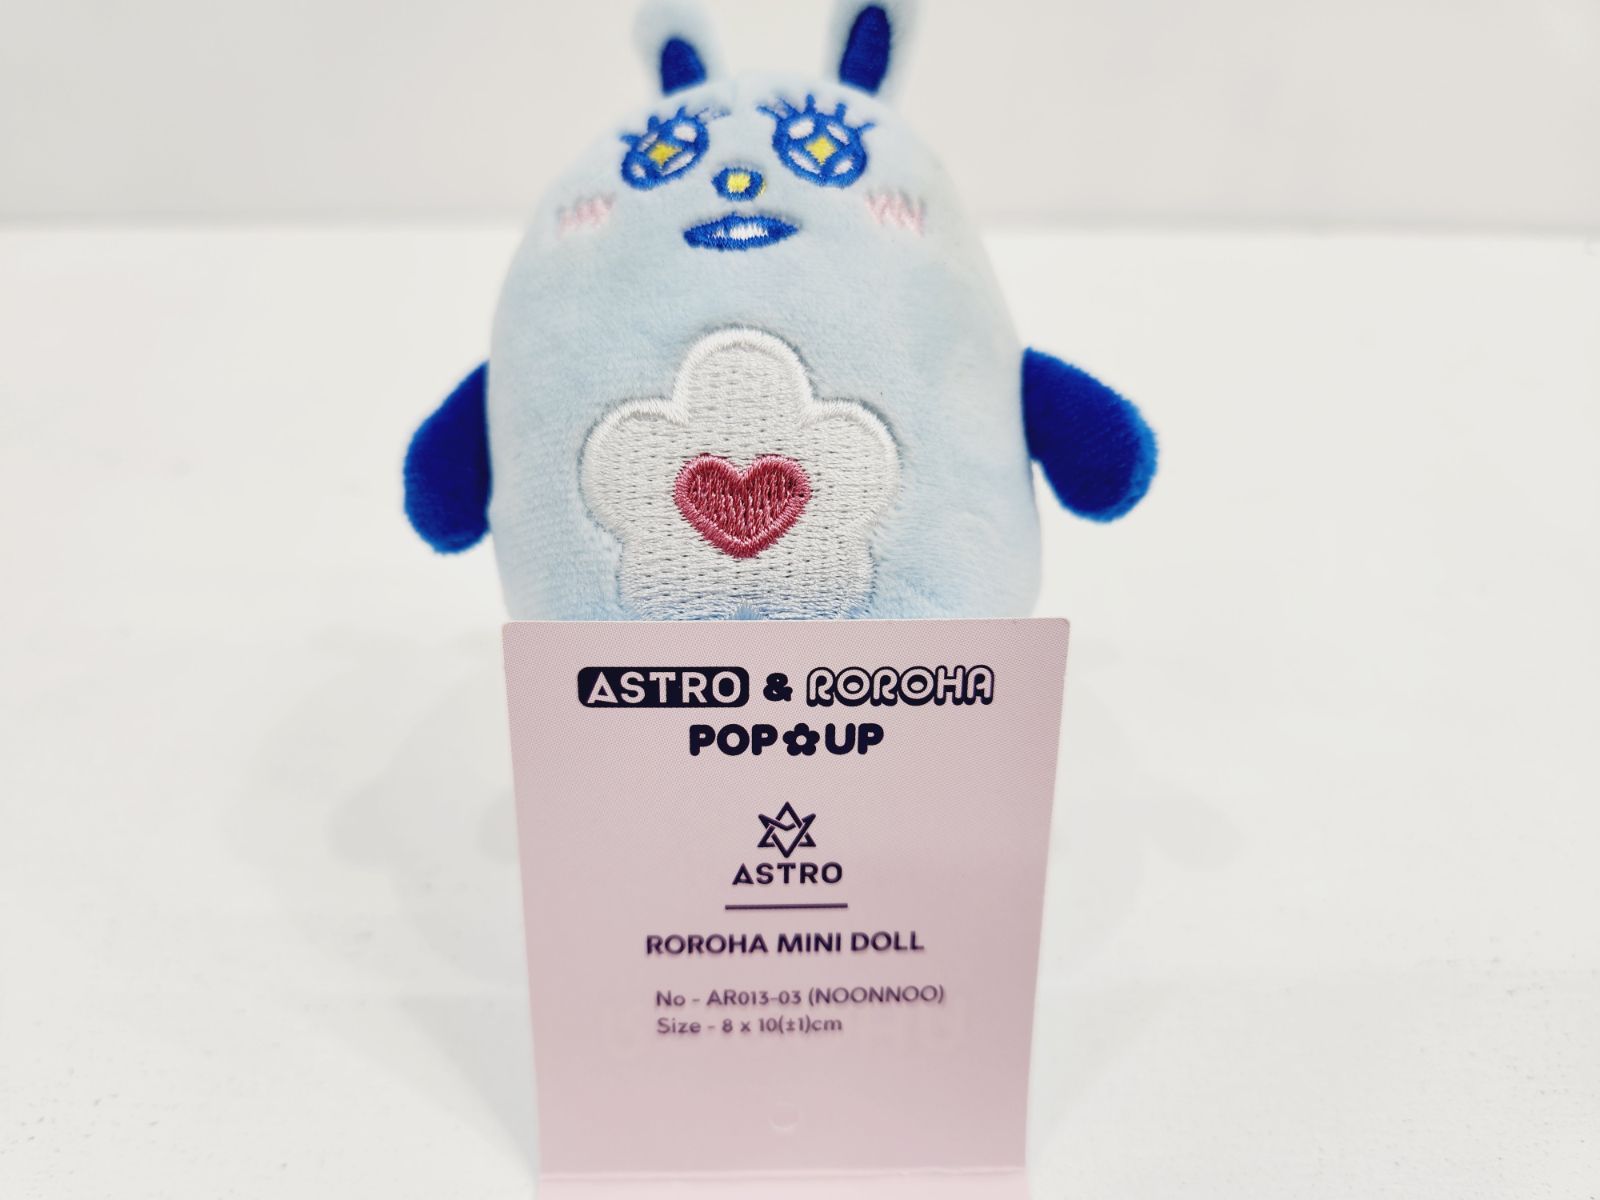 ASTRO & ROROHA
POP UP
ASTRO
ROROHA MINI DOLL
No - AR013-03 (NOONNOO)
Size - 8 x 10(±1)cm